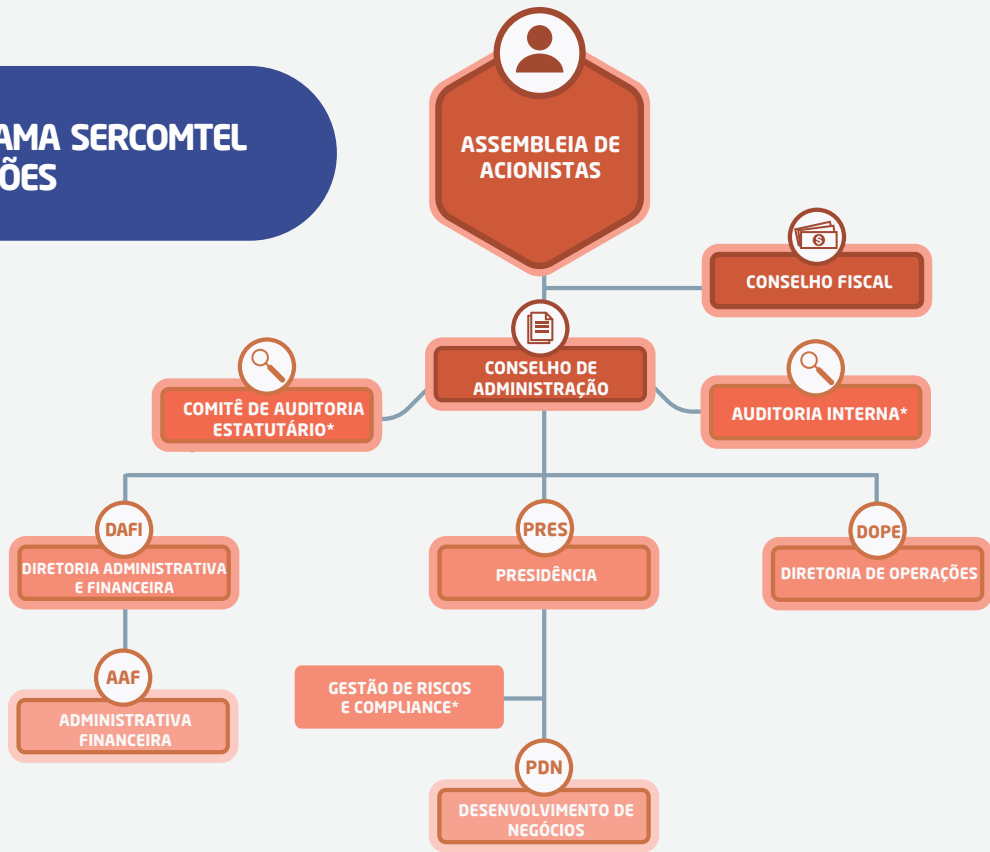 AMA SERCOMTEL
ÕES
ASSEMBLEIA DE
ACIONISTAS
CONSELHO FISCAL
CONSELHO DE
ADMINISTRAÇÃO
COMITÊ DE AUDITORIA
ESTATUTÁRIO*
AUDITORIA INTERNA*
DAFI
DIRETORIA ADMINISTRATIVA
E FINANCEIRA
PRES
PRESIDÊNCIA
DOPE
DIRETORIA DE OPERAÇÕES
AAF
ADMINISTRATIVA
FINANCEIRA
GESTÃO DE RISCOS
E COMPLIANCE*
PDN
DESENVOLVIMENTO DE
NEGÓCIOS